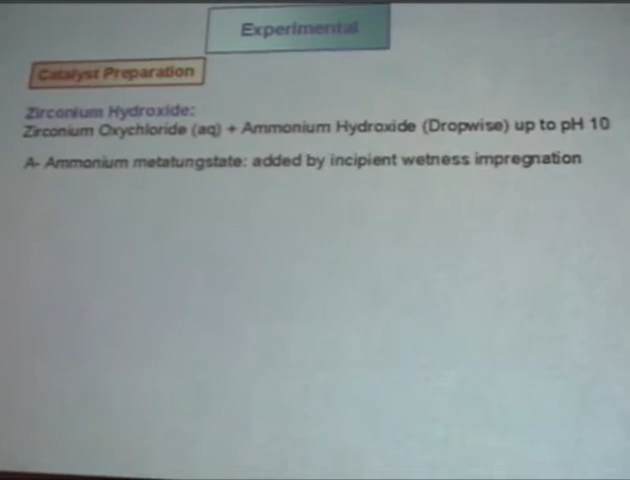 Experimental
Catalyst Preparation
Zirconium Hydroxide:
Zirconium Oxychloride (aq) + Ammonium Hydroxide (Dropwise) up to pH 10
A- Ammonium metatungstate: added by incipient wetness impregnation